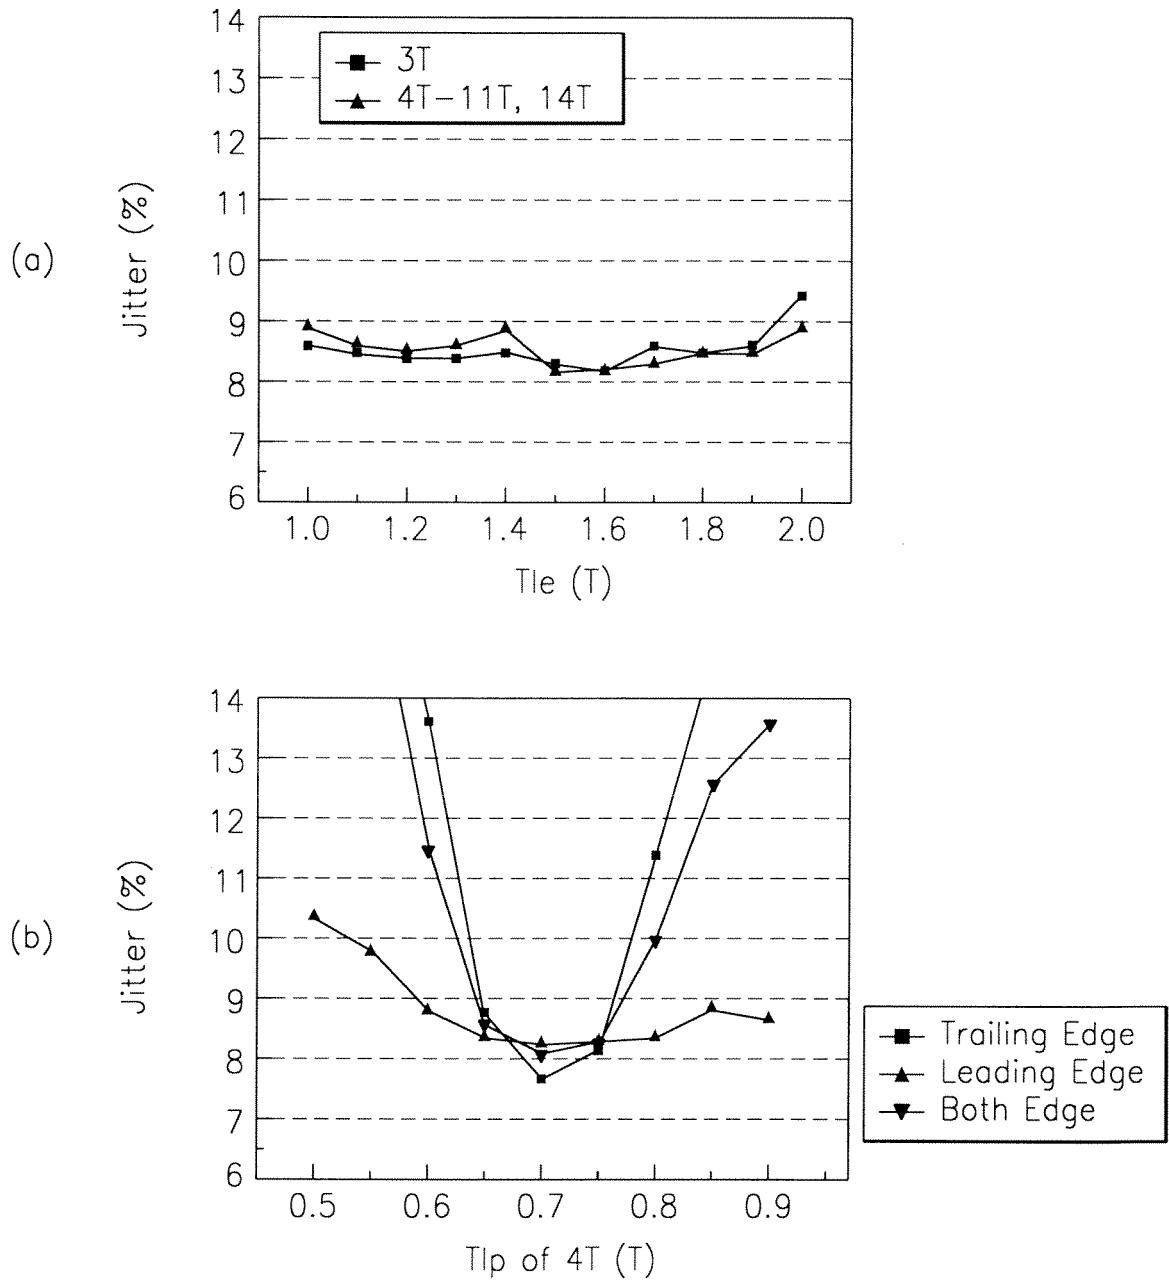 (a)
Jitter (%)
14
13
12
11
10
9
8
7
6
3T
4T-11T, 14T
1.0 1.2 1.4 1.6 1.8 2.0
Tle (T)
(b)
Jitter (%)
14
13
12
11
10
9
8
7
6
0.5 0.6 0.7 0.8 0.9
Tlp of 4T (T)
Trailing Edge
Leading Edge
Both Edge